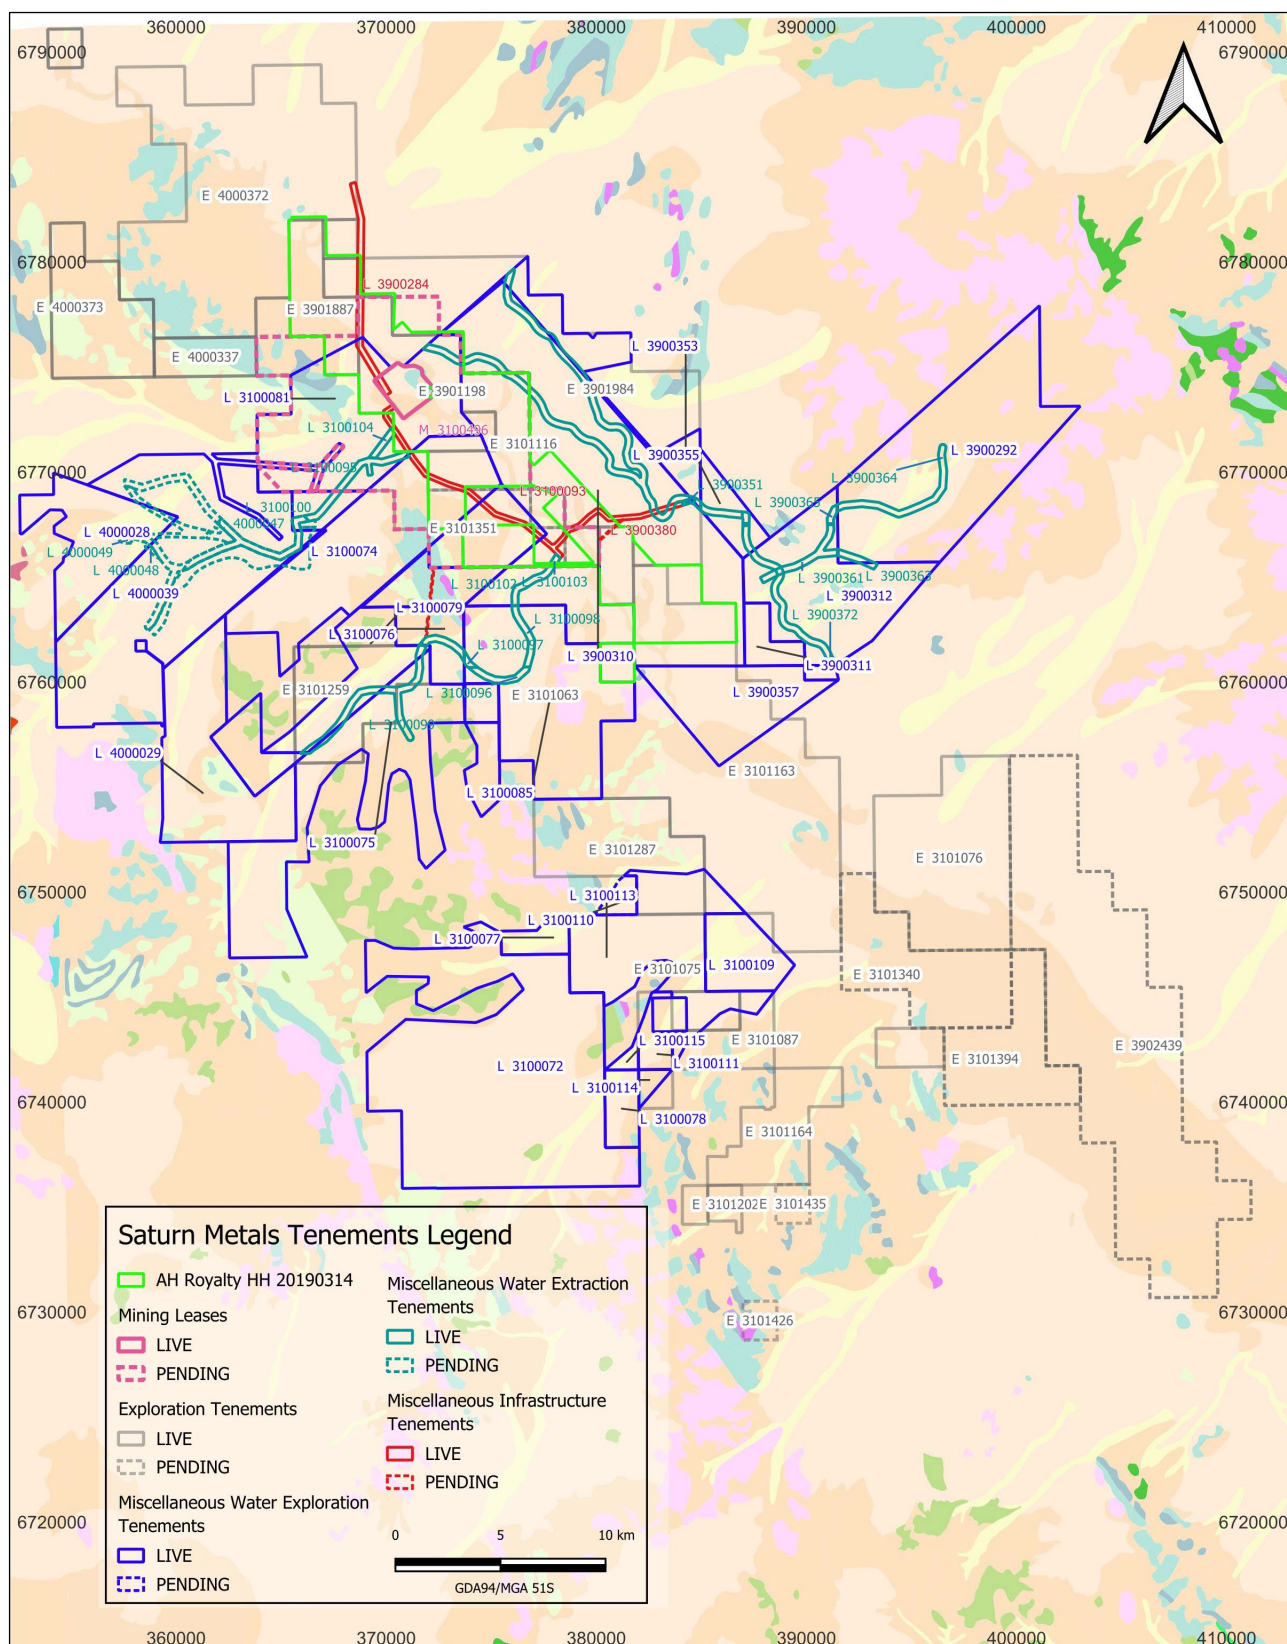 360000 370000 380000 390000 400000 410000
6790000 6790000
E 4000372
6780000 6780000
L 3900284
E 4000373
E 3901887
L 3900353
E 4000337
E 3901198
E 3901984
L 3100081
L 3100104
M 3100496
E 3101116
L 3900355
L 3900292
6770000 6770000
L 3100095
L 3900364
L 3900351
L 3100093
L 3100100
L 3900365
4000047
L 4000028
E 3101351
L 3900380
L 4000049
L 3100074
L 4000048
L 3100102
L 3100103
L 3900361
L 3900363
L 4000039
L 3900312
L 3100079
L 3900372
L 3100098
L 3100076
L 3100097
L 3900310
L 3900311
6760000 6760000
E 3101259
L 3100096
E 3101063
L 3900357
L 3100099
L 4000029
E 3101163
L 3100085
L 3100075
E 3101287
E 3101076
6750000 6750000
L 3100113
L 3100110
L 3100077
E 3101075
L 3100109
E 3101340
L 3100115
E 3101087
E 3902439
L 3100072
L 3100111
E 3101394
L 3100114
6740000 6740000
L 3100078
E 3101164
E 3101202
E 3101435
6730000 6730000
E 3101426
6720000 6720000
Saturn Metals Tenements Legend
AH Royalty HH 20190314
Mining Leases
LIVE
PENDING
Exploration Tenements
LIVE
PENDING
Miscellaneous Water Exploration
Tenements
LIVE
PENDING
Miscellaneous Water Extraction
Tenements
LIVE
PENDING
Miscellaneous Infrastructure
Tenements
LIVE
PENDING
0 5 10 km
GDA94/MGA 51S
360000 370000 380000 390000 400000 410000